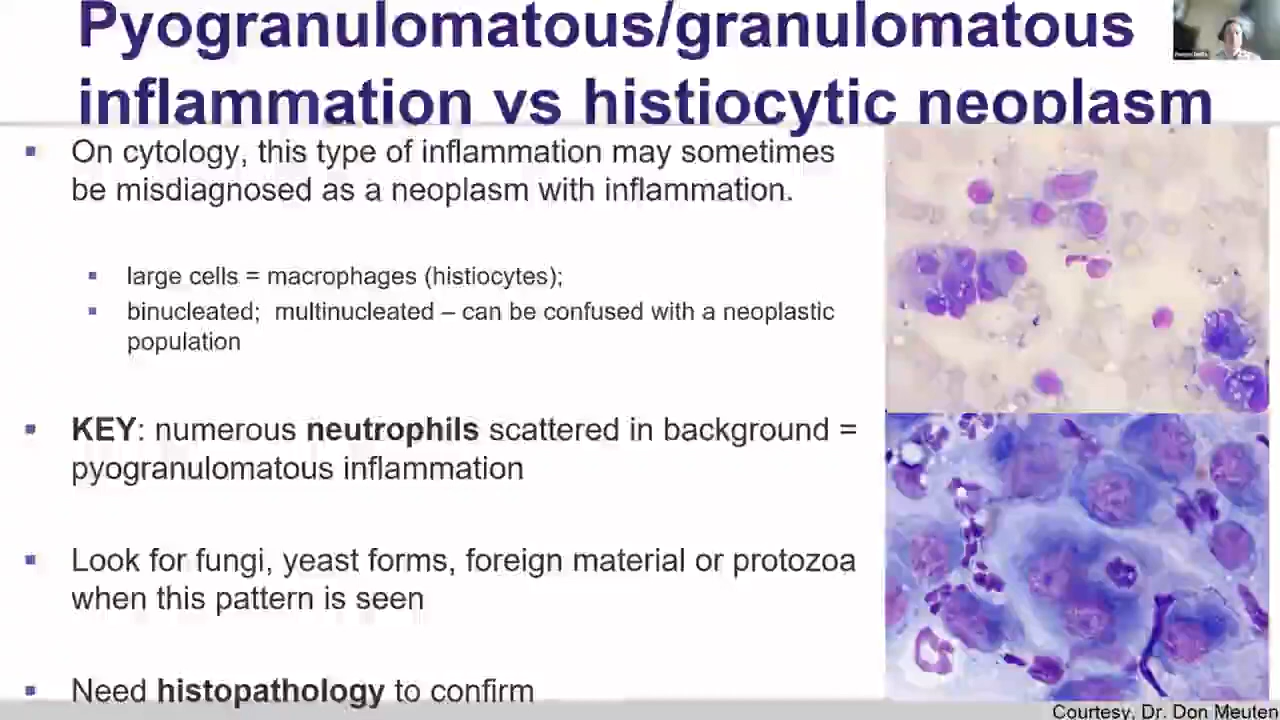 Pyogranulomatous/granulomatous
inflammation vs histiocytic neoplasm
On cytology, this type of inflammation may sometimes
be misdiagnosed as a neoplasm with inflammation.
large cells = macrophages (histiocytes);
binucleated; multinucleated – can be confused with a neoplastic
population
KEY: numerous neutrophils scattered in background =
pyogranulomatous inflammation
Look for fungi, yeast forms, foreign material or protozoa
when this pattern is seen
Need histopathology to confirm
Courtesy, Dr. Don Meuten